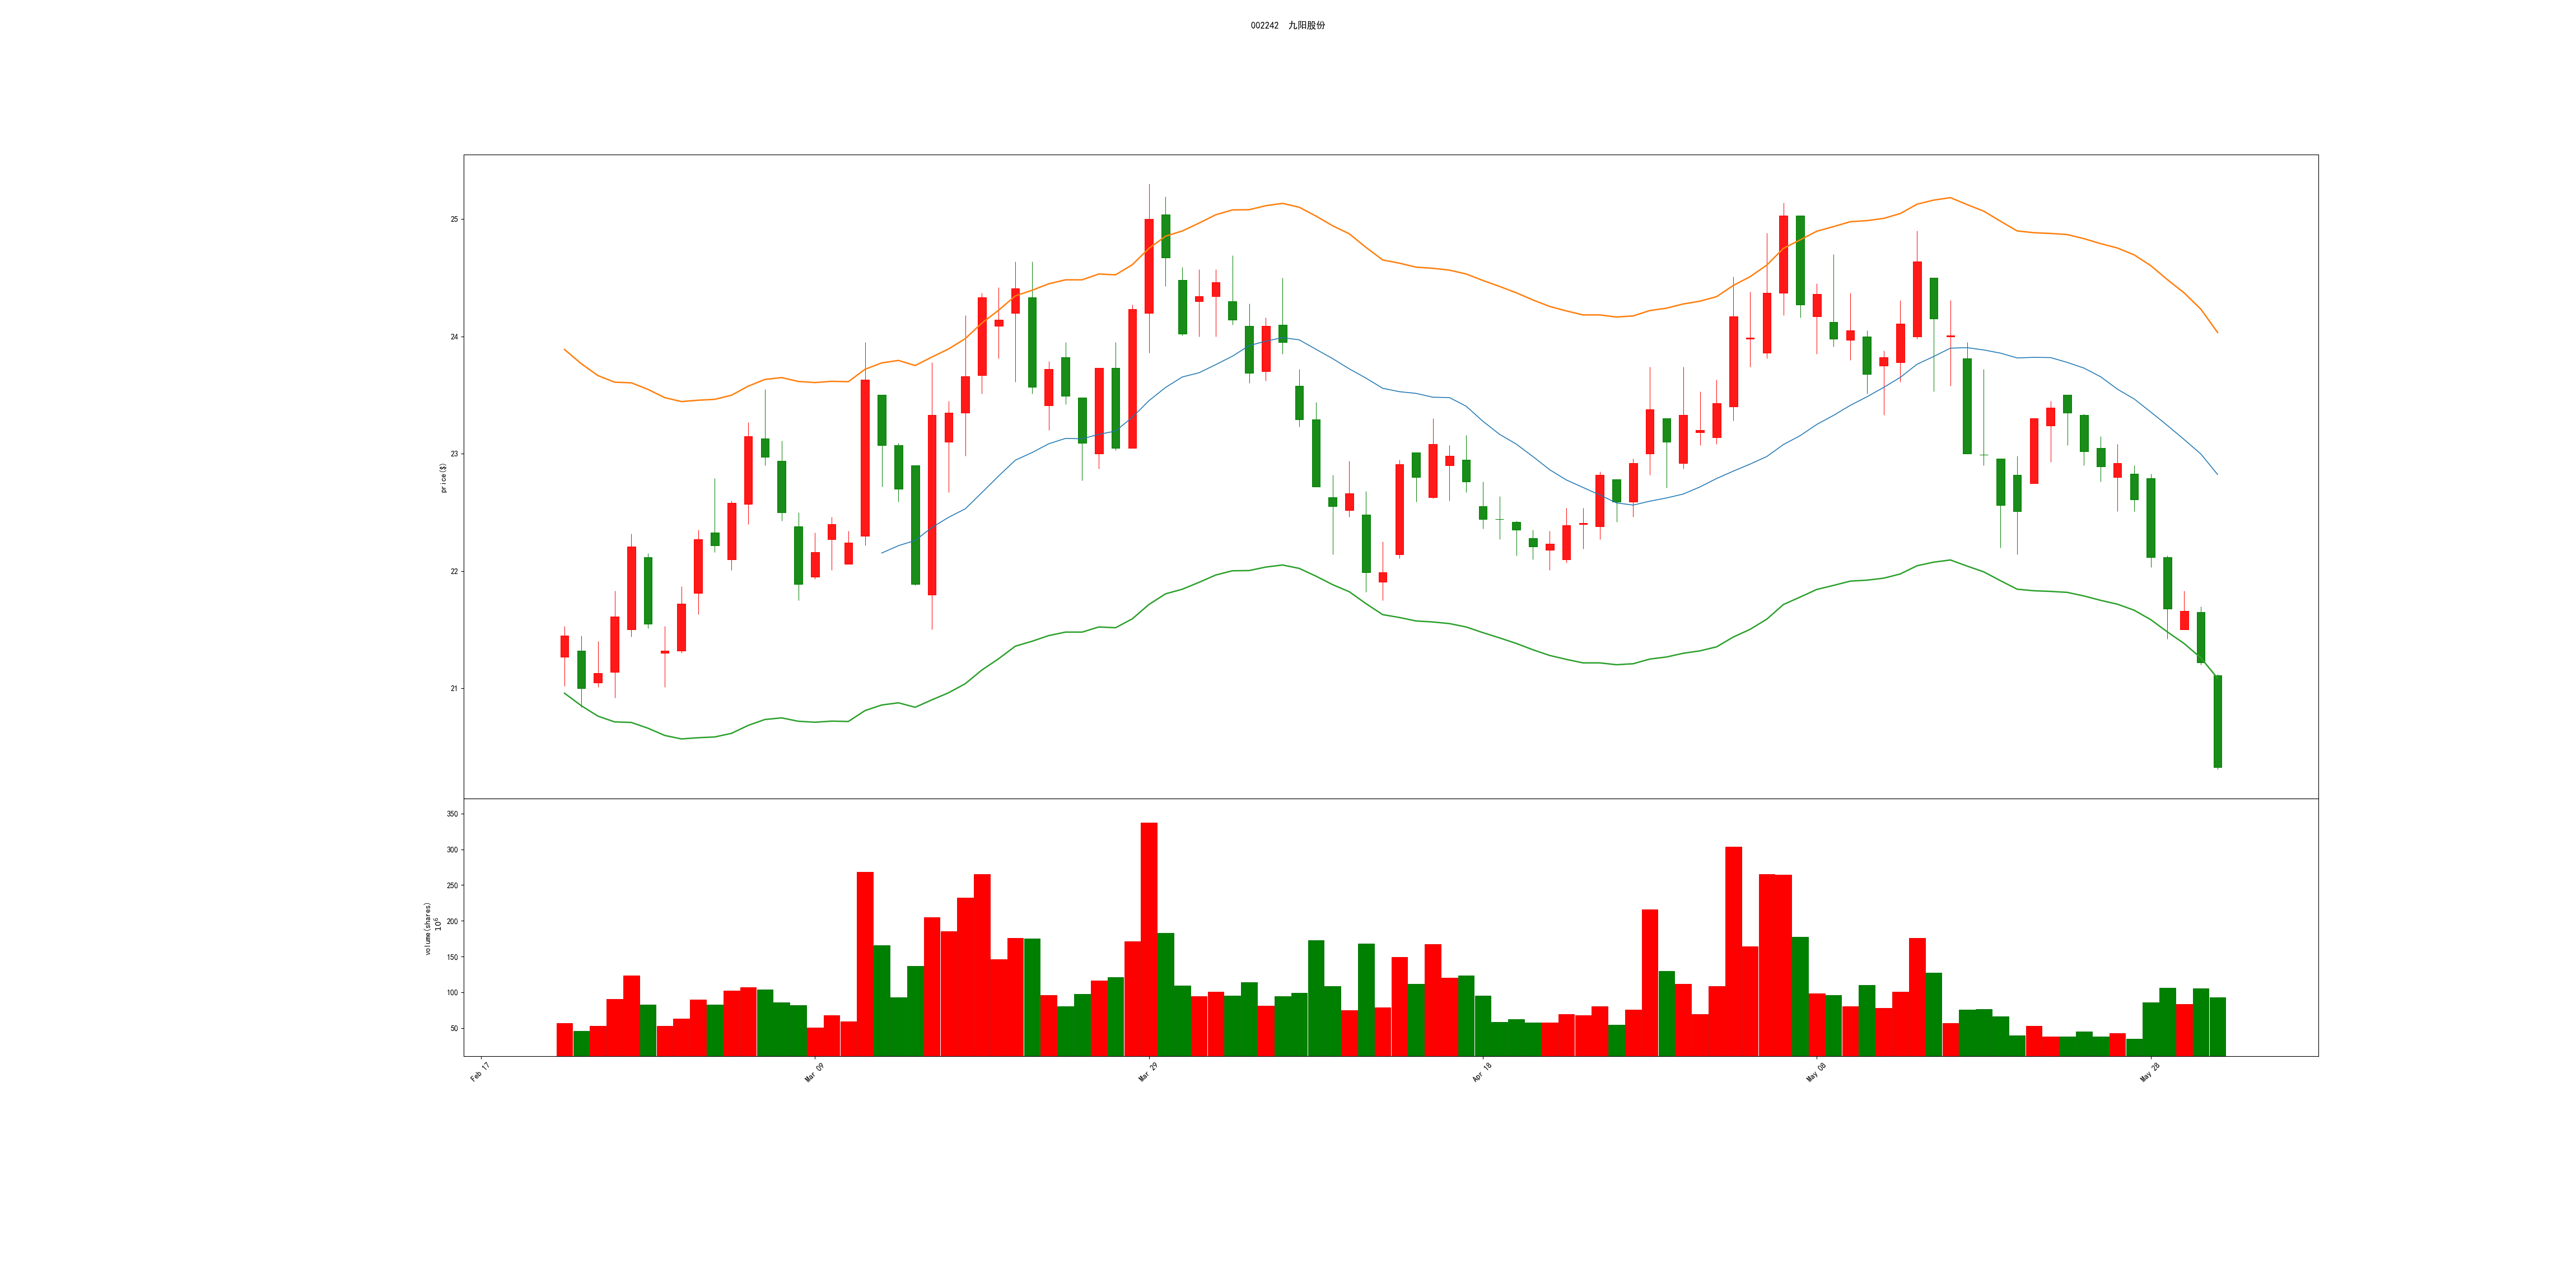 002242 九阳股份
25
24
23
22
21
price($)
350
300
250
200
150
100
50
volume(shares)
10^6
Feb 17
Mar 09
Mar 29
Apr 18
May 08
May 28